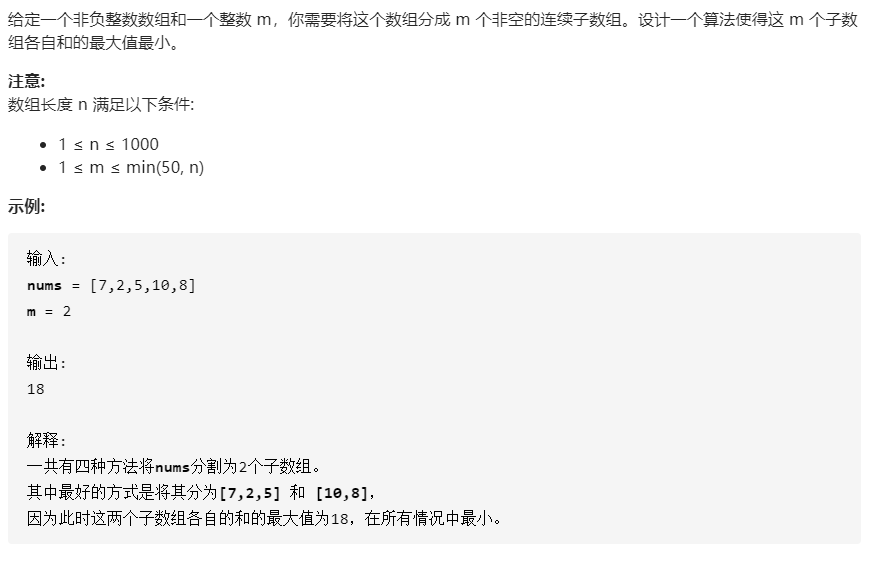 给定一个非负整数数组和一个整数 m，你需要将这个数组分成 m 个非空的连续子数组。设计一个算法使得这 m 个子数
组各自和的最大值最小。
注意:
数组长度 n 满足以下条件:
• 1 ≤ n ≤ 1000
• 1 ≤ m ≤ min(50, n)
示例:
输入:
nums = [7,2,5,10,8]
m = 2
输出:
18
解释:
一共有四种方法将nums分割为2个子数组。
其中最好的方式是将其分为[7,2,5] 和 [10,8]，
因为此时这两个子数组各自的和的最大值为18，在所有情况中最小。